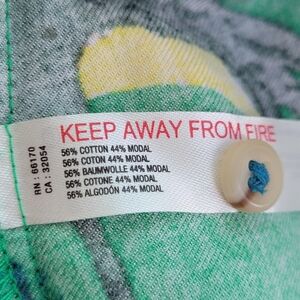 KEEP AWAY FROM FIRE
56% COTTON 44% MODAL
56% COTON 44% MODAL
56% BAUMWOLLE 44% MODAL
56% COTONE 44% MODAL
56% ALGODÓN 44% MODAL
RN : 66170
CA : 32054